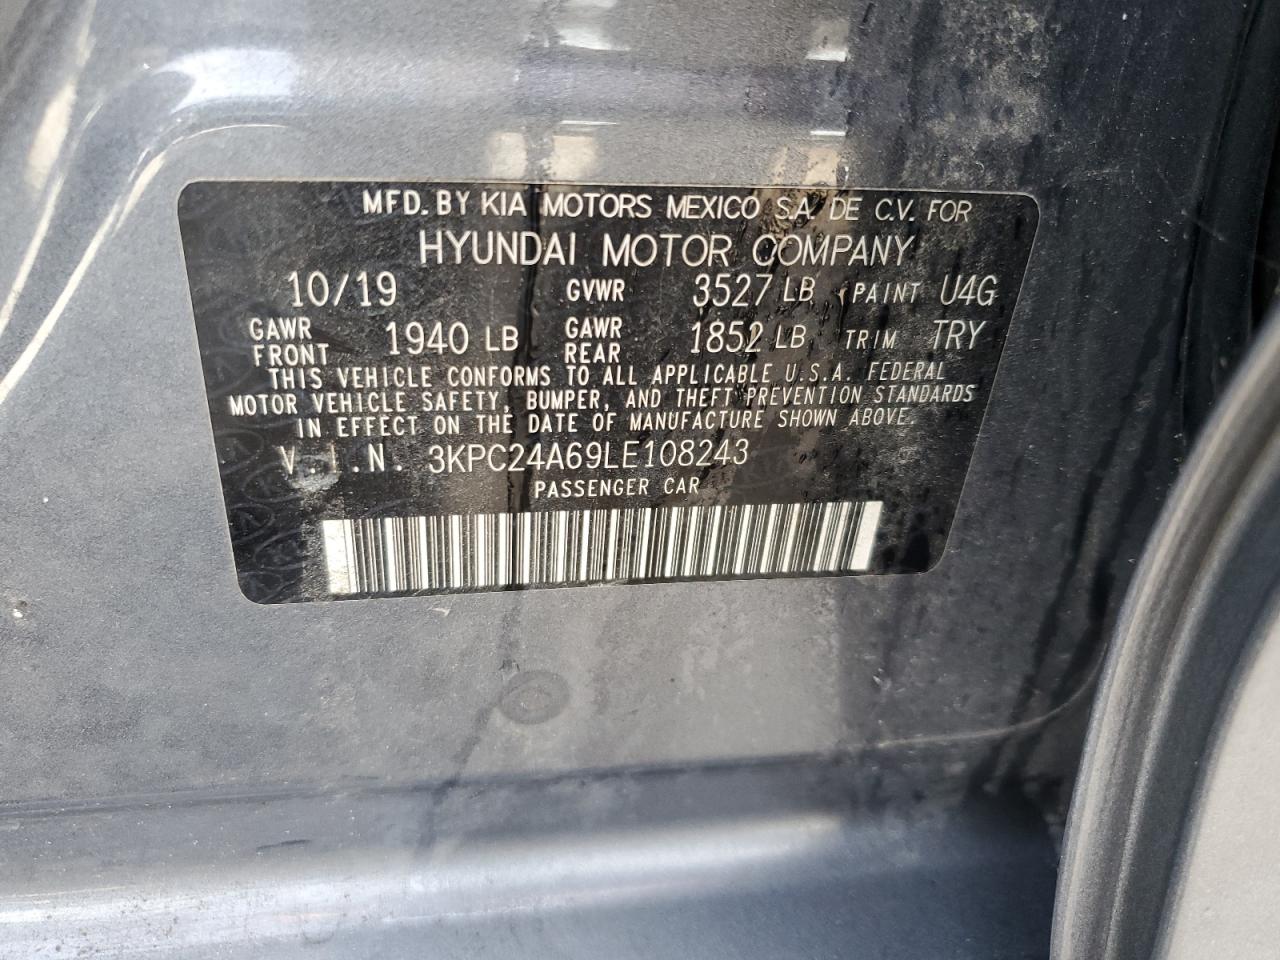 MFD. BY KIA MOTORS MEXICO S.A. DE C.V. FOR
HYUNDAI MOTOR COMPANY
10/19 GVWR 3527 LB PAINT U4G
GAWR FRONT 1940 LB GAWR REAR 1852 LB TRIM TRY
THIS VEHICLE CONFORMS TO ALL APPLICABLE U.S.A. FEDERAL
MOTOR VEHICLE SAFETY, BUMPER, AND THEFT PREVENTION STANDARDS
IN EFFECT ON THE DATE OF MANUFACTURE SHOWN ABOVE.
V.I.N. 3KPC24A69LE108243
PASSENGER CAR